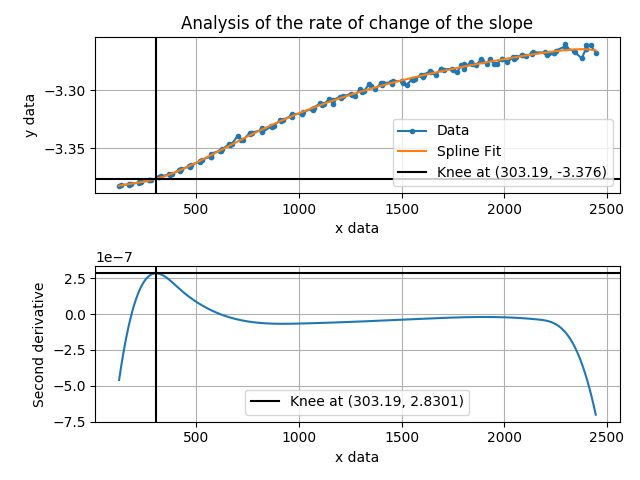 Analysis of the rate of change of the slope
y data
−3.30
−3.35
Data
Spline Fit
Knee at (303.19, -3.376)
500
1000
1500
2000
2500
x data
1e−7
Second derivative
2.5
0.0
−2.5
−5.0
−7.5
Knee at (303.19, 2.8301)
500
1000
1500
2000
2500
x data